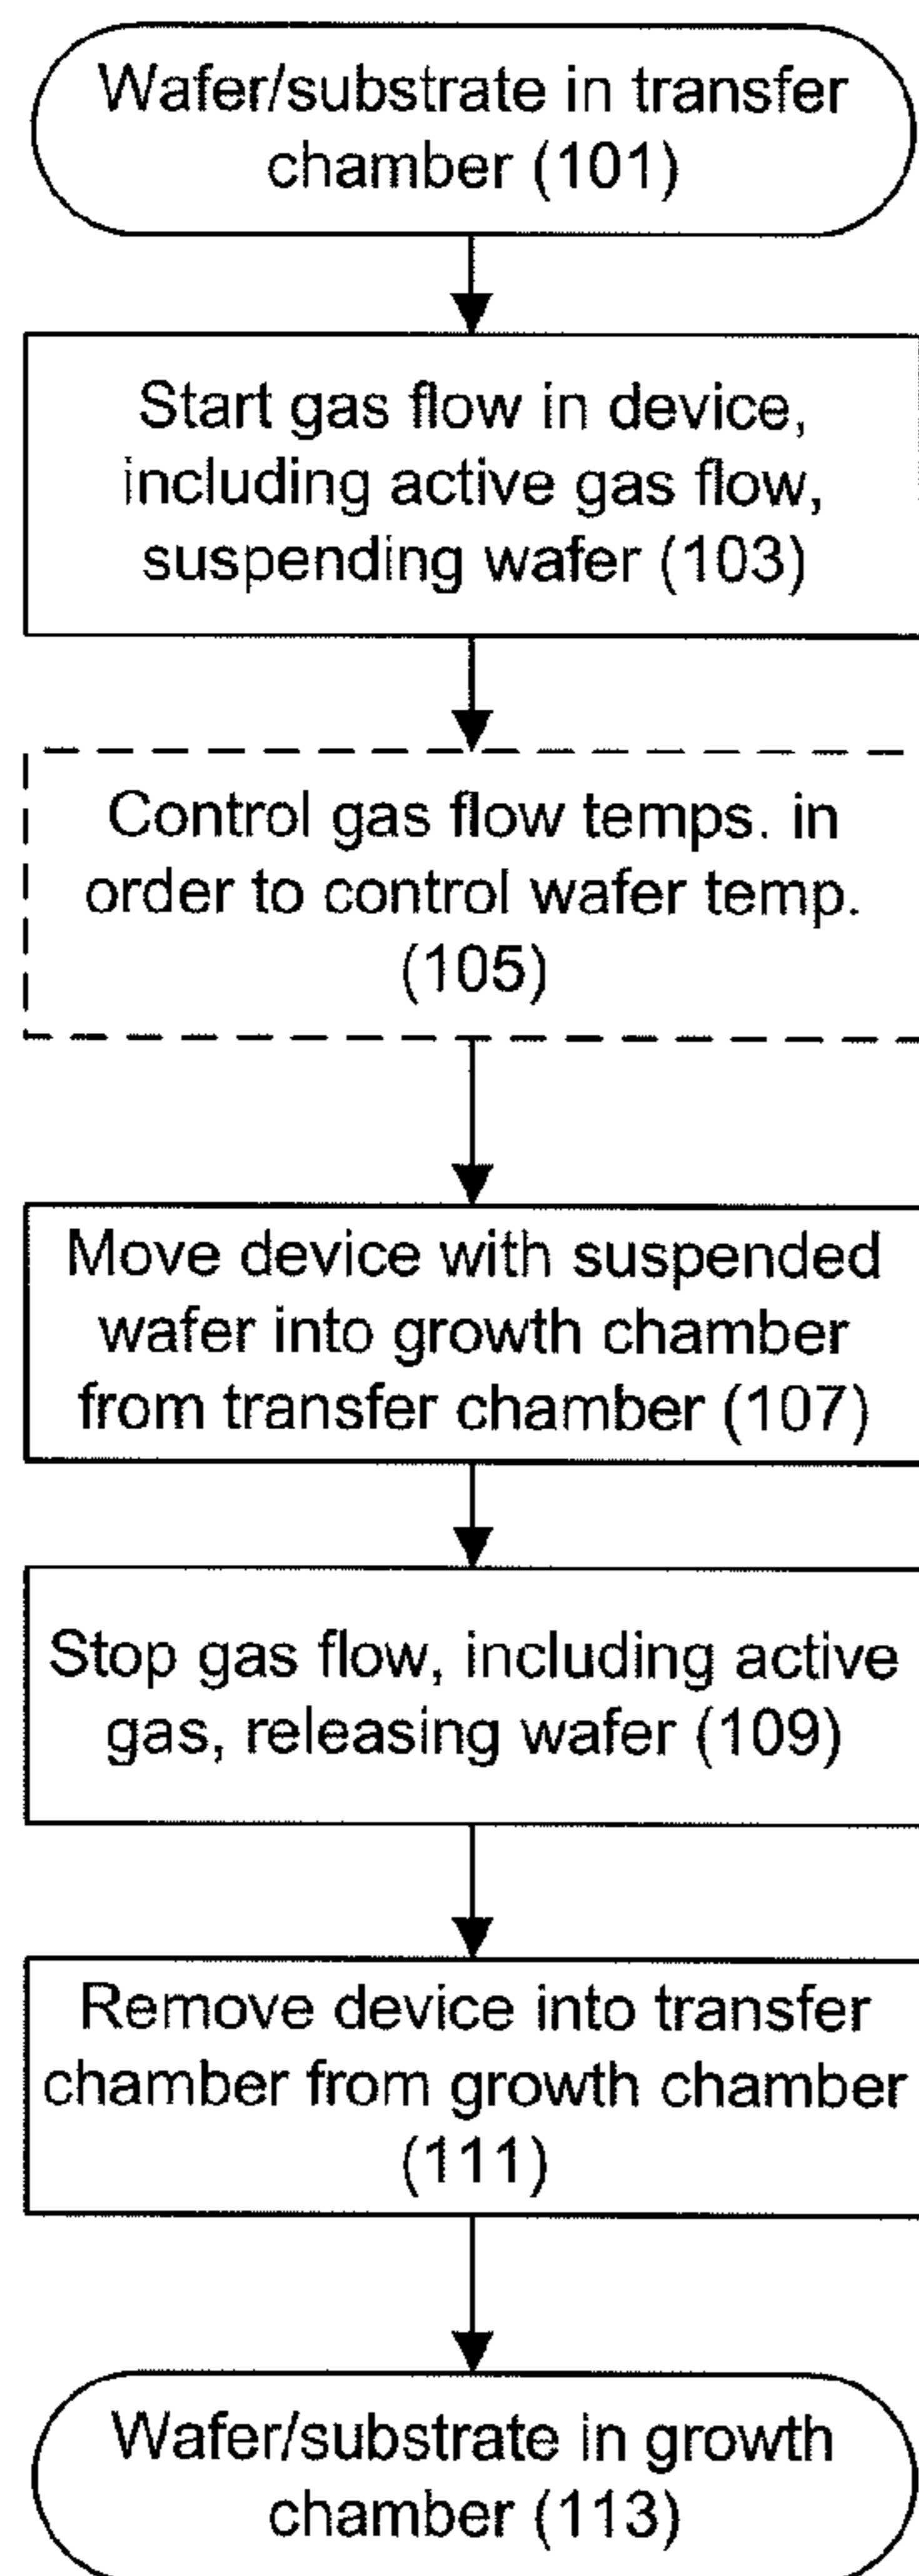 Wafer/substrate in transfer
chamber (101)
Start gas flow in device,
including active gas flow,
suspending wafer (103)
Control gas flow temps. in
order to control wafer temp.
(105)
Move device with suspended
wafer into growth chamber
from transfer chamber (107)
Stop gas flow, including active
gas, releasing wafer (109)
Remove device into transfer
chamber from growth chamber
(111)
Wafer/substrate in growth
chamber (113)